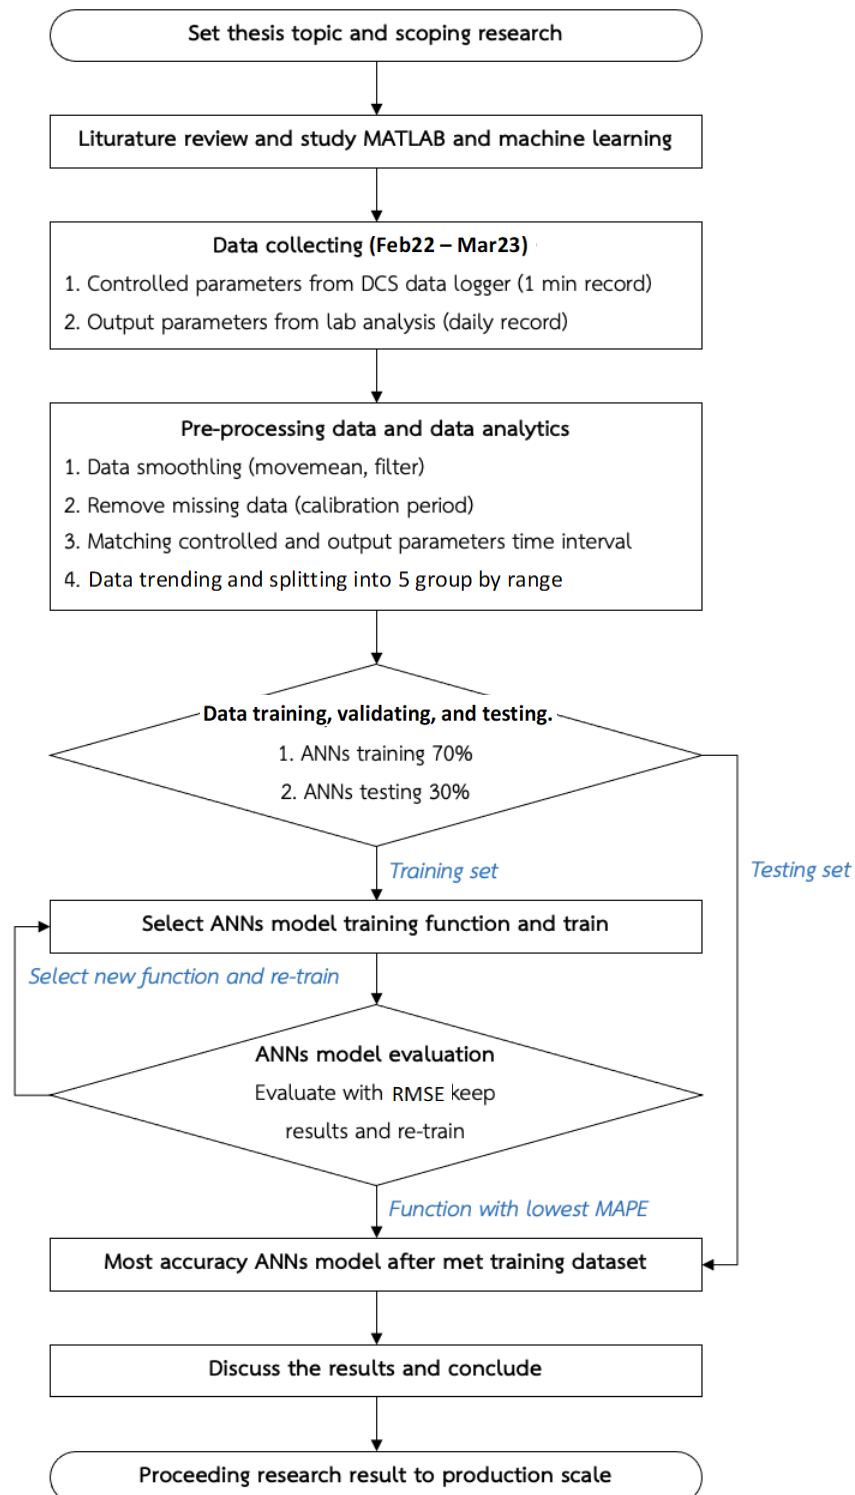 Set thesis topic and scoping research
Liturature review and study MATLAB and machine learning
Data collecting (Feb22 – Mar23)
1. Controlled parameters from DCS data logger (1 min record)
2. Output parameters from lab analysis (daily record)
Pre-processing data and data analytics
1. Data smoothling (movemean, filter)
2. Remove missing data (calibration period)
3. Matching controlled and output parameters time interval
4. Data trending and splitting into 5 group by range
Data training, validating, and testing.
1. ANNs training 70%
2. ANNs testing 30%
Training set
Testing set
Select ANNs model training function and train
Select new function and re-train
ANNs model evaluation
Evaluate with RMSE keep
results and re-train
Function with lowest MAPE
Most accuracy ANNs model after met training dataset
Discuss the results and conclude
Proceeding research result to production scale